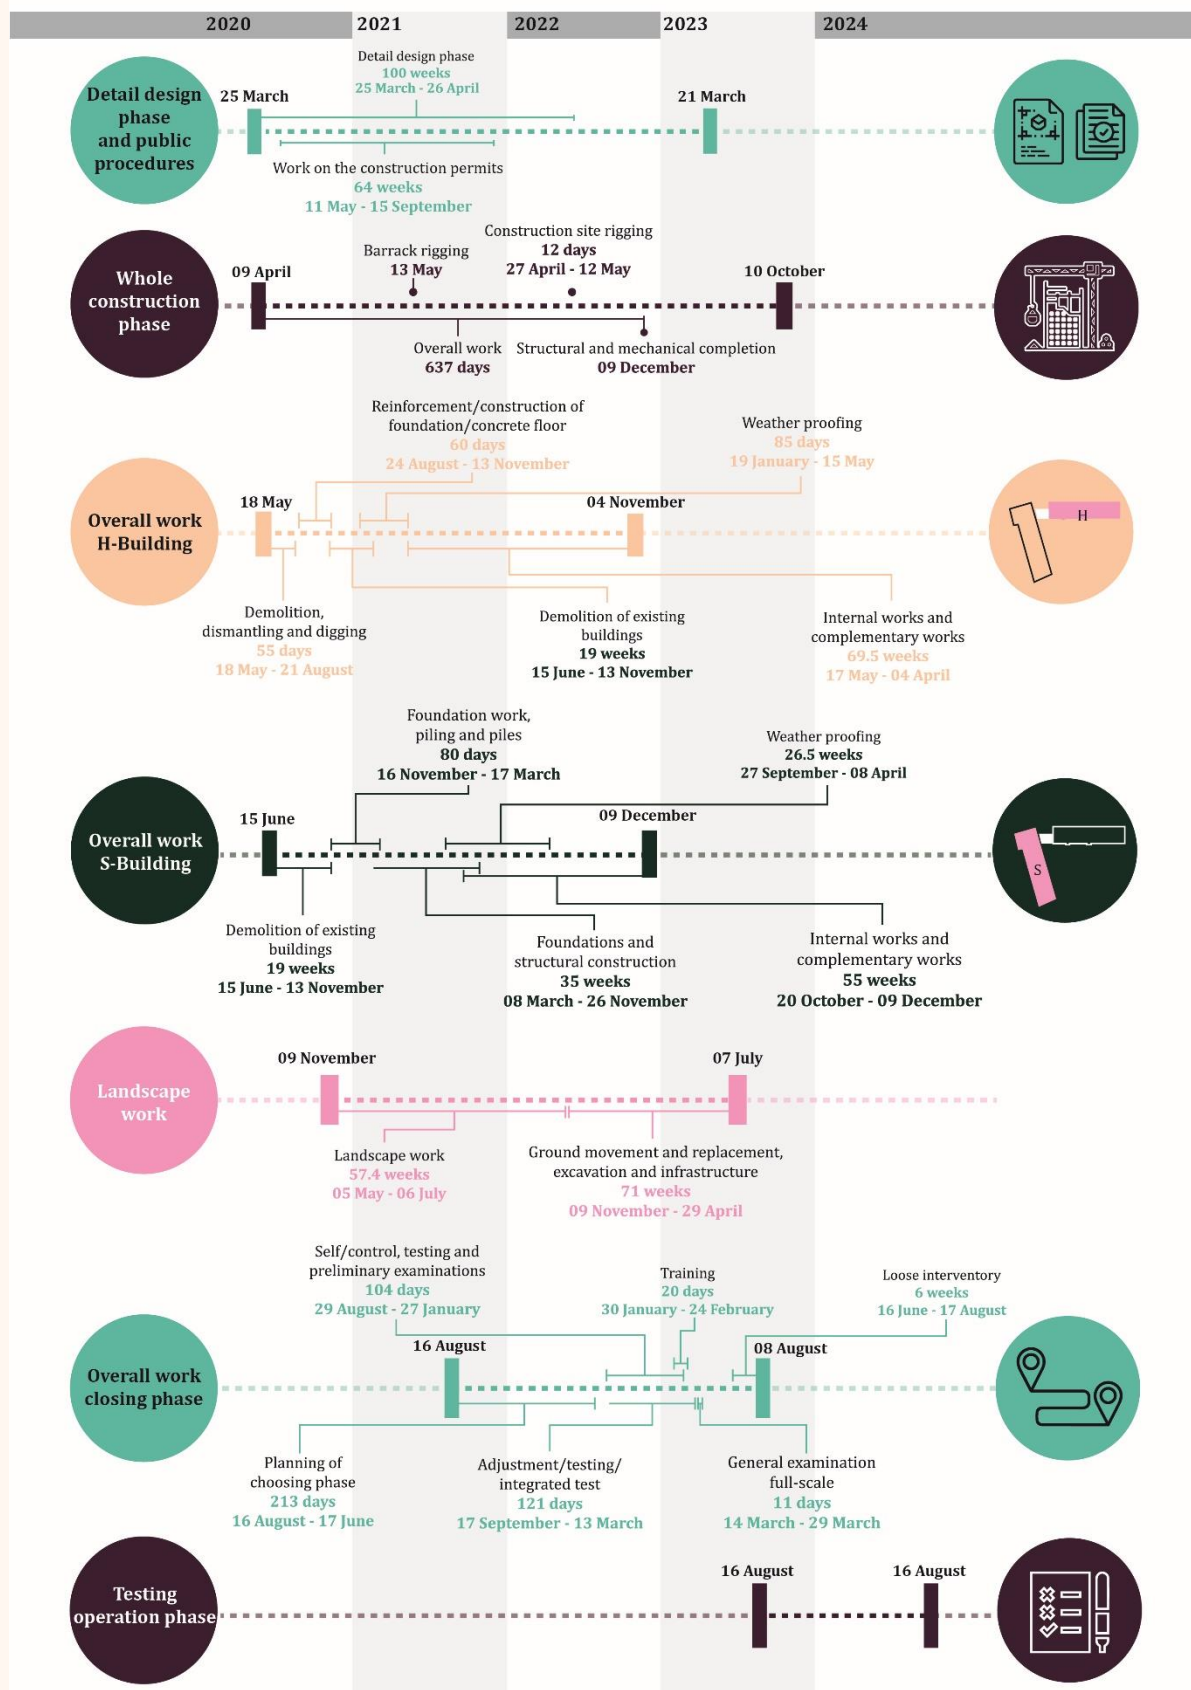 2020 2021 2022 2023 2024
Detail design
phase
and public
procedures
25 March
Detail design phase
100 weeks
25 March - 26 April
21 March
Work on the construction permits
64 weeks
11 May - 15 September
Whole
construction
phase
09 April
Barrack rigging
13 May
Construction site rigging
12 days
27 April - 12 May
10 October
Overall work
637 days
Structural and mechanical completion
09 December
Overall work
H-Building
18 May
Reinforcement/construction of
foundation/concrete floor
60 days
24 August - 13 November
Weather proofing
85 days
19 January - 15 May
04 November
H
Demolition,
dismantling and digging
55 days
18 May - 21 August
Demolition of existing
buildings
19 weeks
15 June - 13 November
Internal works and
complementary works
69.5 weeks
17 May - 04 April
Overall work
S-Building
15 June
Foundation work,
piling and piles
80 days
16 November - 17 March
Weather proofing
26.5 weeks
27 September - 08 April
09 December
S
Demolition of existing
buildings
19 weeks
15 June - 13 November
Foundations and
structural construction
35 weeks
08 March - 26 November
Internal works and
complementary works
55 weeks
20 October - 09 December
Landscape
work
09 November
07 July
Landscape work
57.4 weeks
05 May - 06 July
Ground movement and replacement,
excavation and infrastructure
71 weeks
09 November - 29 April
Overall work
closing phase
Self/control, testing and
preliminary examinations
104 days
29 August - 27 January
Training
20 days
30 January - 24 February
Loose interventory
6 weeks
16 June - 17 August
16 August
08 August
Planning of
choosing phase
213 days
16 August - 17 June
Adjustment/testing/
integrated test
121 days
17 September - 13 March
General examination
full-scale
11 days
14 March - 29 March
Testing
operation phase
16 August
16 August